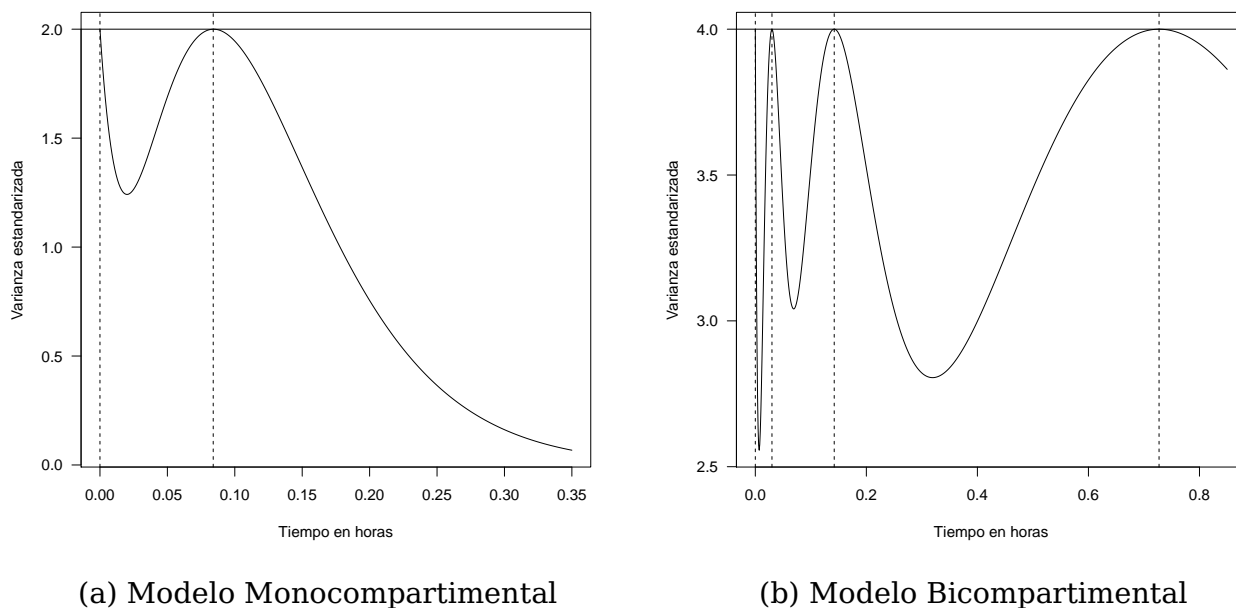 2.0
1.5
1.0
0.5
0.0
Varianza estandarizada
0.00 0.05 0.10 0.15 0.20 0.25 0.30 0.35
Tiempo en horas
(a) Modelo Monocompartimental
4.0
3.5
3.0
2.5
Varianza estandarizada
0.0 0.2 0.4 0.6 0.8
Tiempo en horas
(b) Modelo Bicompartimental